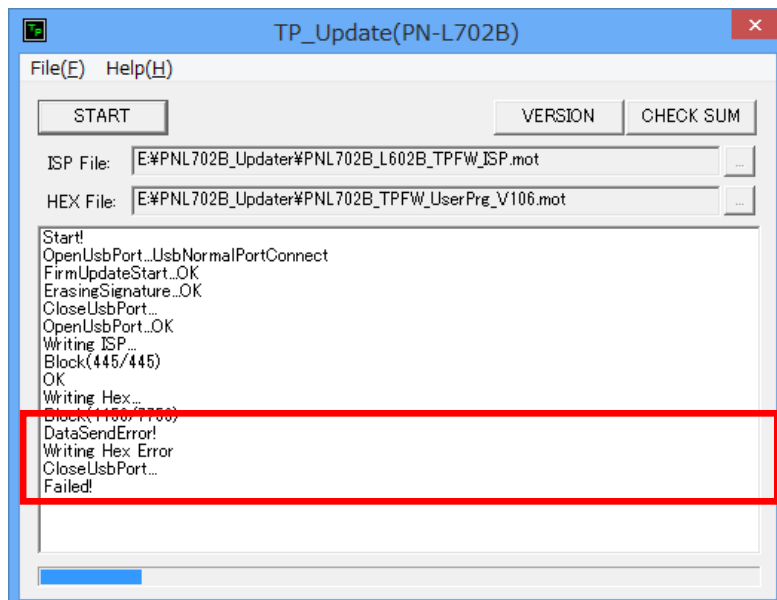 TP_Update(PN-L702B)
File(F) Help(H)
START VERSION CHECK SUM
ISP File: E:¥PNL702B_Updater¥PNL702B_L602B_TPFW_ISP.mot ...
HEX File: E:¥PNL702B_Updater¥PNL702B_TPFW_UserPrg_V106.mot ...
Start!
OpenUsbPort...UsbNormalPortConnect
FirmUpdateStart...OK
ErasingSignature...OK
CloseUsbPort...
OpenUsbPort...OK
Writing ISP...
Block(445/445)
OK
Writing Hex...
DataSendError!
Writing Hex Error
CloseUsbPort...
Failed!